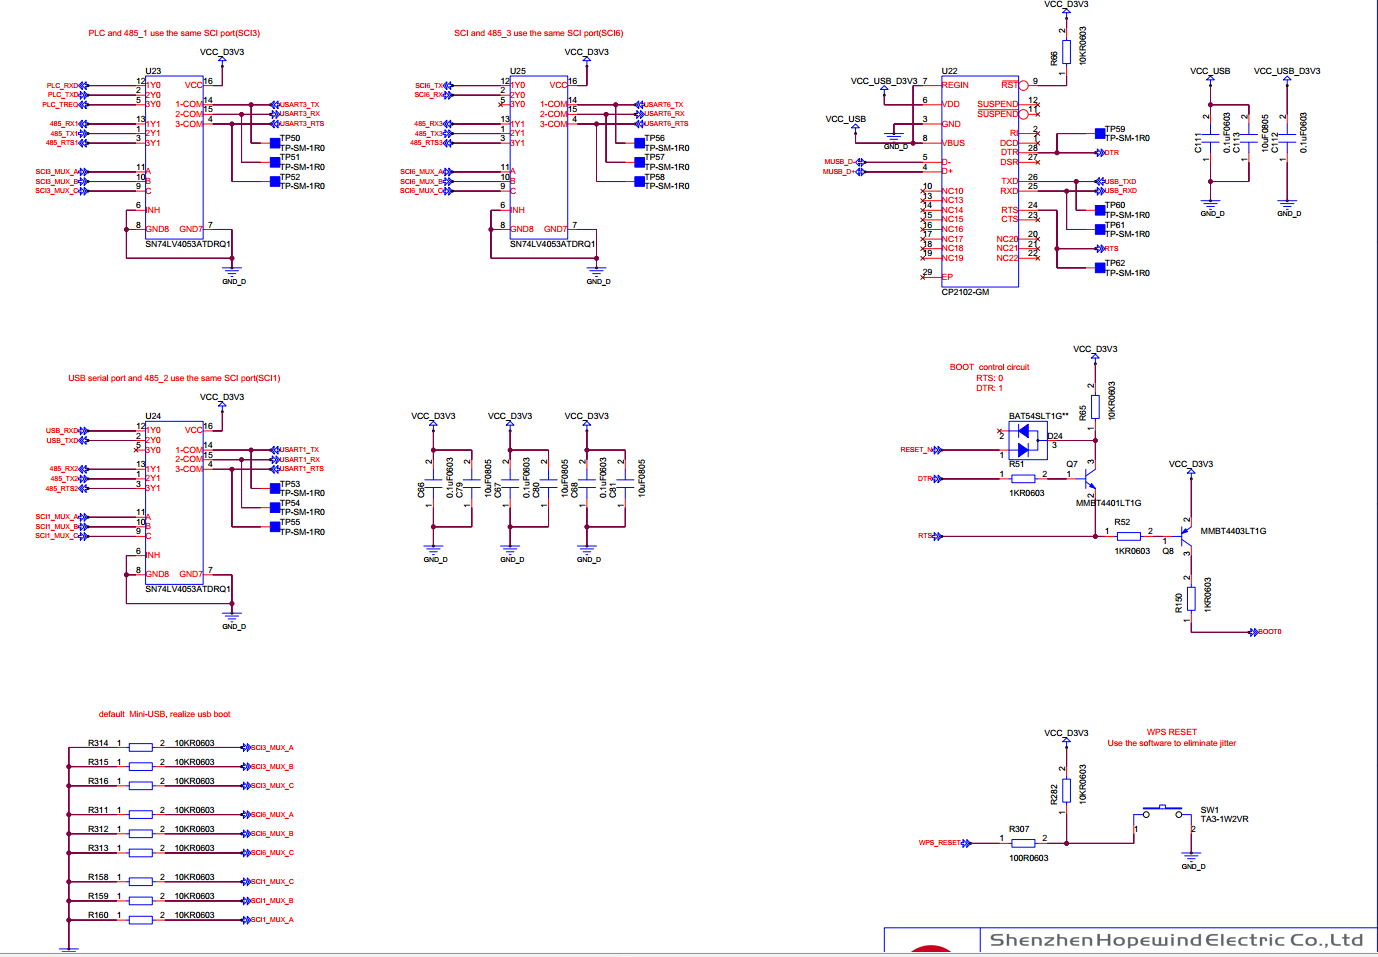 PLC and 485_1 use the same SCI port(SCI3)
VCC_D3V3
U23
PLC_RXD 12 1Y0 VCC 16
PLC_TXD 2 2Y0
PLC_TREQ 5 3Y0 1-COM 14 USART3_TX
2-COM 15 USART3_RX
485_RX1 13 1Y1 3-COM 4 USART3_RTS
485_TX1 1 2Y1
485_RTS1 3 3Y1
TP50
TP-SM-1R0
TP51
TP-SM-1R0
TP52
TP-SM-1R0
SCI3_MUX_A 11 A
SCI3_MUX_B 10 B
SCI3_MUX_C 9 C
6 INH
8 GND8 GND7 7
SN74LV4053ATDRQ1
GND_D
SCI and 485_3 use the same SCI port(SCI6)
VCC_D3V3
U25
SCI6_TX 12 1Y0 VCC 16
SCI6_RX 2 2Y0
5 3Y0 1-COM 14 USART6_TX
2-COM 15 USART6_RX
485_RX3 13 1Y1 3-COM 4 USART6_RTS
485_TX3 1 2Y1
485_RTS3 3 3Y1
TP56
TP-SM-1R0
TP57
TP-SM-1R0
TP58
TP-SM-1R0
SCI6_MUX_A 11 A
SCI6_MUX_B 10 B
SCI6_MUX_C 9 C
6 INH
8 GND8 GND7 7
SN74LV4053ATDRQ1
GND_D
VCC_D3V3
R66 10KR0603
2
1
U22
VCC_USB_D3V3
VCC_USB
7 REGIN RST 9
6 VDD SUSPEND 12
SUSPEND 11
3 GND
GND_D
RI 2
8 VBUS DCD 1
DTR 28 DTR
MUSB_D- 5 D- DSR 27
MUSB_D+ 4 D+
TXD 26 USB_TXD
10 NC10 RXD 25 USB_RXD
13 NC13
14 NC14 RTS 24 RTS
15 NC15 CTS 23
16 NC16
17 NC17 NC20 20
18 NC18 NC21 21
19 NC19 NC22 22
29 EP
CP2102-GM
TP59
TP-SM-1R0
TP60
TP-SM-1R0
TP61
TP-SM-1R0
TP62
TP-SM-1R0
VCC_USB VCC_USB_D3V3
C111 0.1uF0603
C113 10uF0805
C112 0.1uF0603
GND_D GND_D
USB serial port and 485_2 use the same SCI port(SCI1)
VCC_D3V3
U24
USB_RXD 12 1Y0 VCC 16
USB_TXD 2 2Y0
5 3Y0 1-COM 14 USART1_TX
2-COM 15 USART1_RX
485_RX2 13 1Y1 3-COM 4 USART1_RTS
485_TX2 1 2Y1
485_RTS2 3 3Y1
TP53
TP-SM-1R0
TP54
TP-SM-1R0
TP55
TP-SM-1R0
SCI1_MUX_A 11 A
SCI1_MUX_B 10 B
SCI1_MUX_C 9 C
6 INH
8 GND8 GND7 7
SN74LV4053ATDRQ1
GND_D
VCC_D3V3 VCC_D3V3 VCC_D3V3
C66 0.1uF0603
C79 10uF0805
C67 0.1uF0603
C80 10uF0805
0.1uF0603
C81 10uF0805
GND_D GND_D GND_D
BOOT control circuit
RTS: 0
DTR: 1
VCC_D3V3
R65 10KR0603
BAT54SLT1G**
D24
2
3
RESET_N 1
R51
DTR 1 2 1 Q7
1KR0603
MMBT4401LT1G
VCC_D3V3
RTS 1 R52 2
1KR0603
1 Q8
MMBT4403LT1G
R150 1KR0603
BOOT0
default Mini-USB, realize usb boot
R314 1 2 10KR0603 SCI3_MUX_A
R315 1 2 10KR0603 SCI3_MUX_B
R316 1 2 10KR0603 SCI3_MUX_C
R311 1 2 10KR0603 SCI6_MUX_A
R312 1 2 10KR0603 SCI6_MUX_B
R313 1 2 10KR0603 SCI6_MUX_C
R158 1 2 10KR0603 SCI1_MUX_C
R159 1 2 10KR0603 SCI1_MUX_B
R160 1 2 10KR0603 SCI1_MUX_A
WPS RESET
Use the software to eliminate jitter
VCC_D3V3
R282 10KR0603
SW1
TA3-1W2VR
1 2
WPS_RESET 1 R307 2
100R0603
GND_D
Shenzhen Hopewind Electric Co.,Ltd